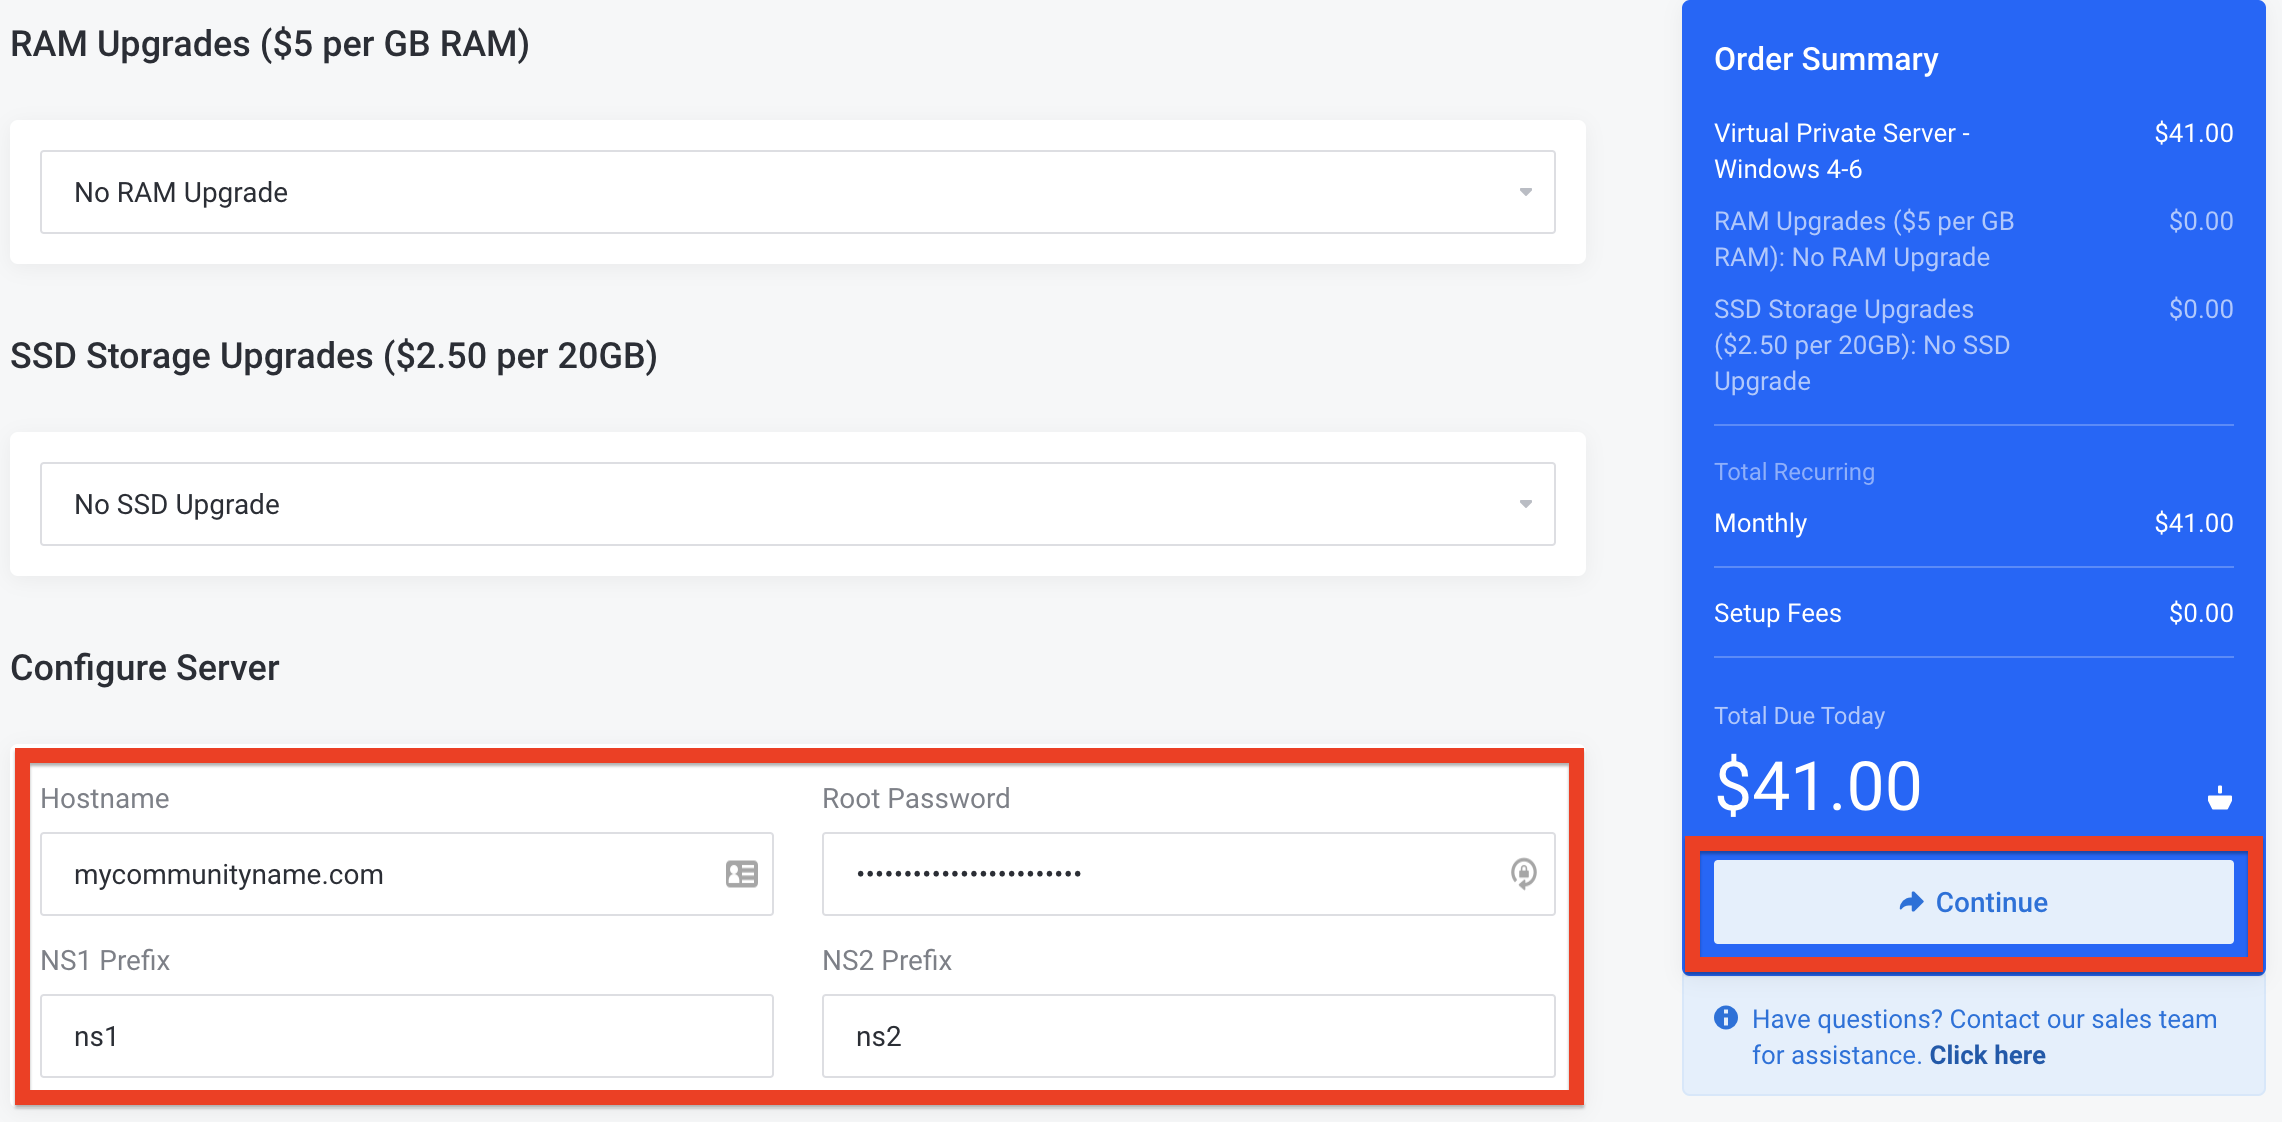 RAM Upgrades ($5 per GB RAM)
No RAM Upgrade
SSD Storage Upgrades ($2.50 per 20GB)
No SSD Upgrade
Configure Server
Hostname
mycommunityname.com
Root Password
••••••••••••••••••••••••
NS1 Prefix
ns1
NS2 Prefix
ns2
Order Summary
Virtual Private Server - $41.00
Windows 4-6
RAM Upgrades ($5 per GB $0.00
RAM): No RAM Upgrade
SSD Storage Upgrades $0.00
($2.50 per 20GB): No SSD
Upgrade
Total Recurring
Monthly $41.00
Setup Fees $0.00
Total Due Today
$41.00
Continue
Have questions? Contact our sales team
for assistance. Click here